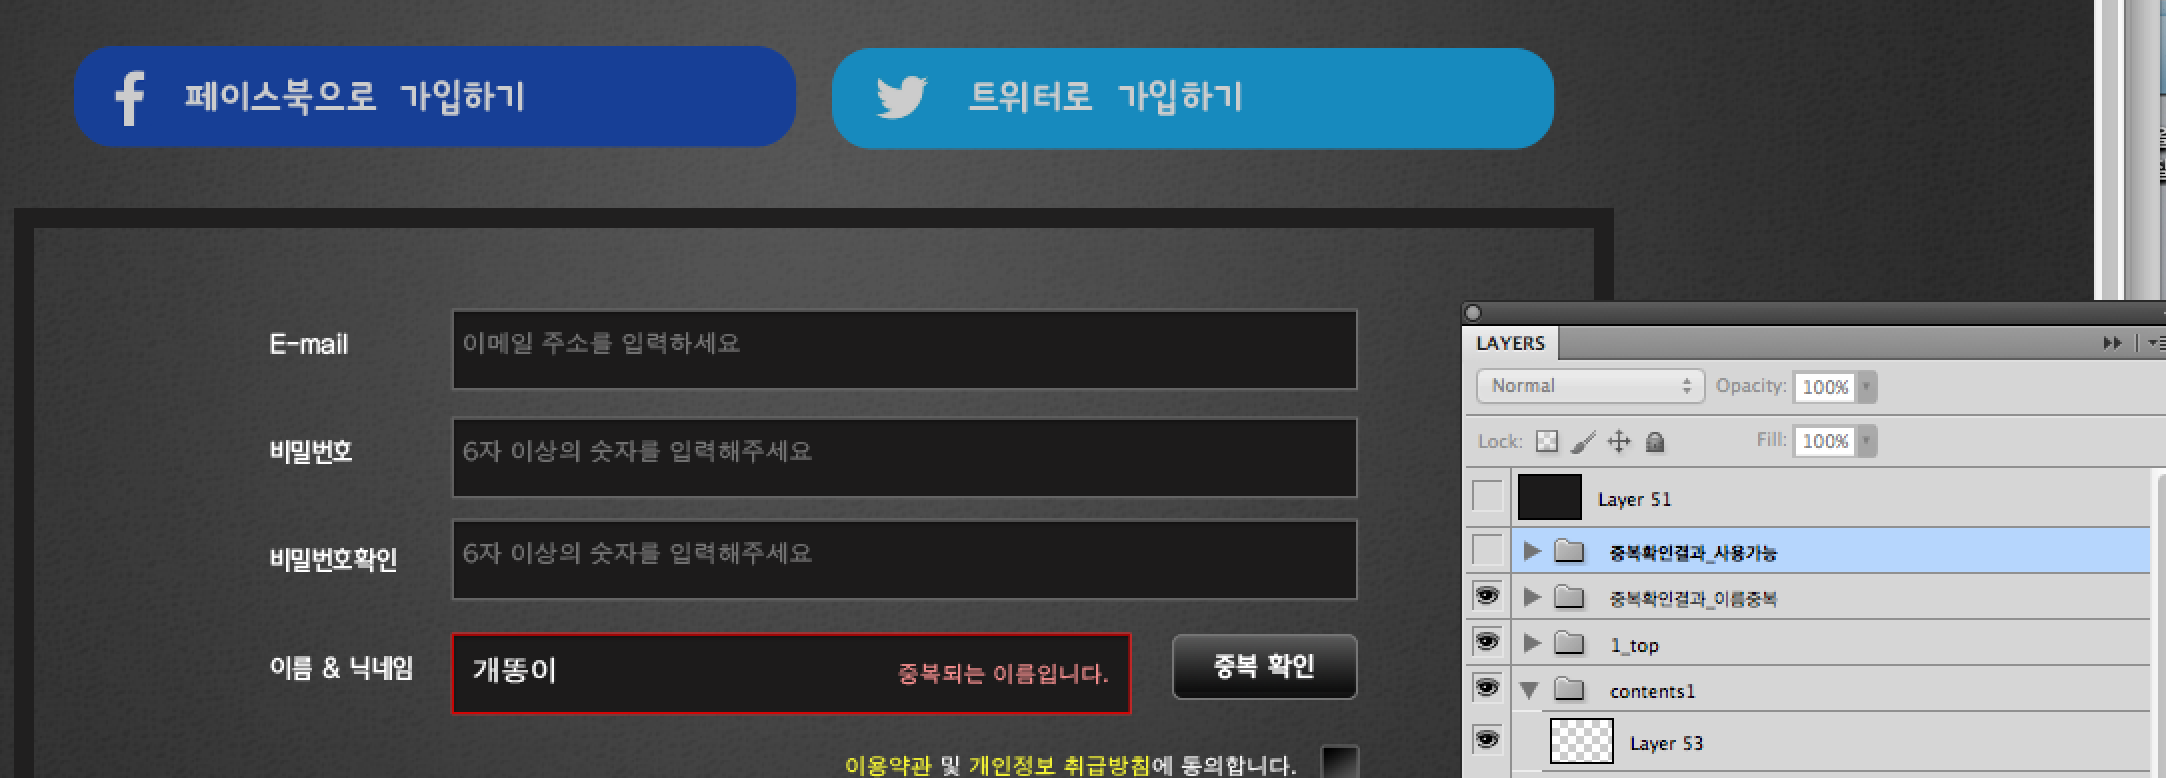 페이스북으로 가입하기
트위터로 가입하기
E-mail
이메일 주소를 입력하세요
비밀번호
6자 이상의 숫자를 입력해주세요
비밀번호확인
6자 이상의 숫자를 입력해주세요
이름 & 닉네임
개똥이
중복되는 이름입니다.
중복 확인
이용약관 및 개인정보 취급방침에 동의합니다.
LAYERS
Normal
Opacity: 100%
Lock:
Fill: 100%
Layer 51
중복확인결과_사용가능
중복확인결과_이름중복
1_top
contents1
Layer 53